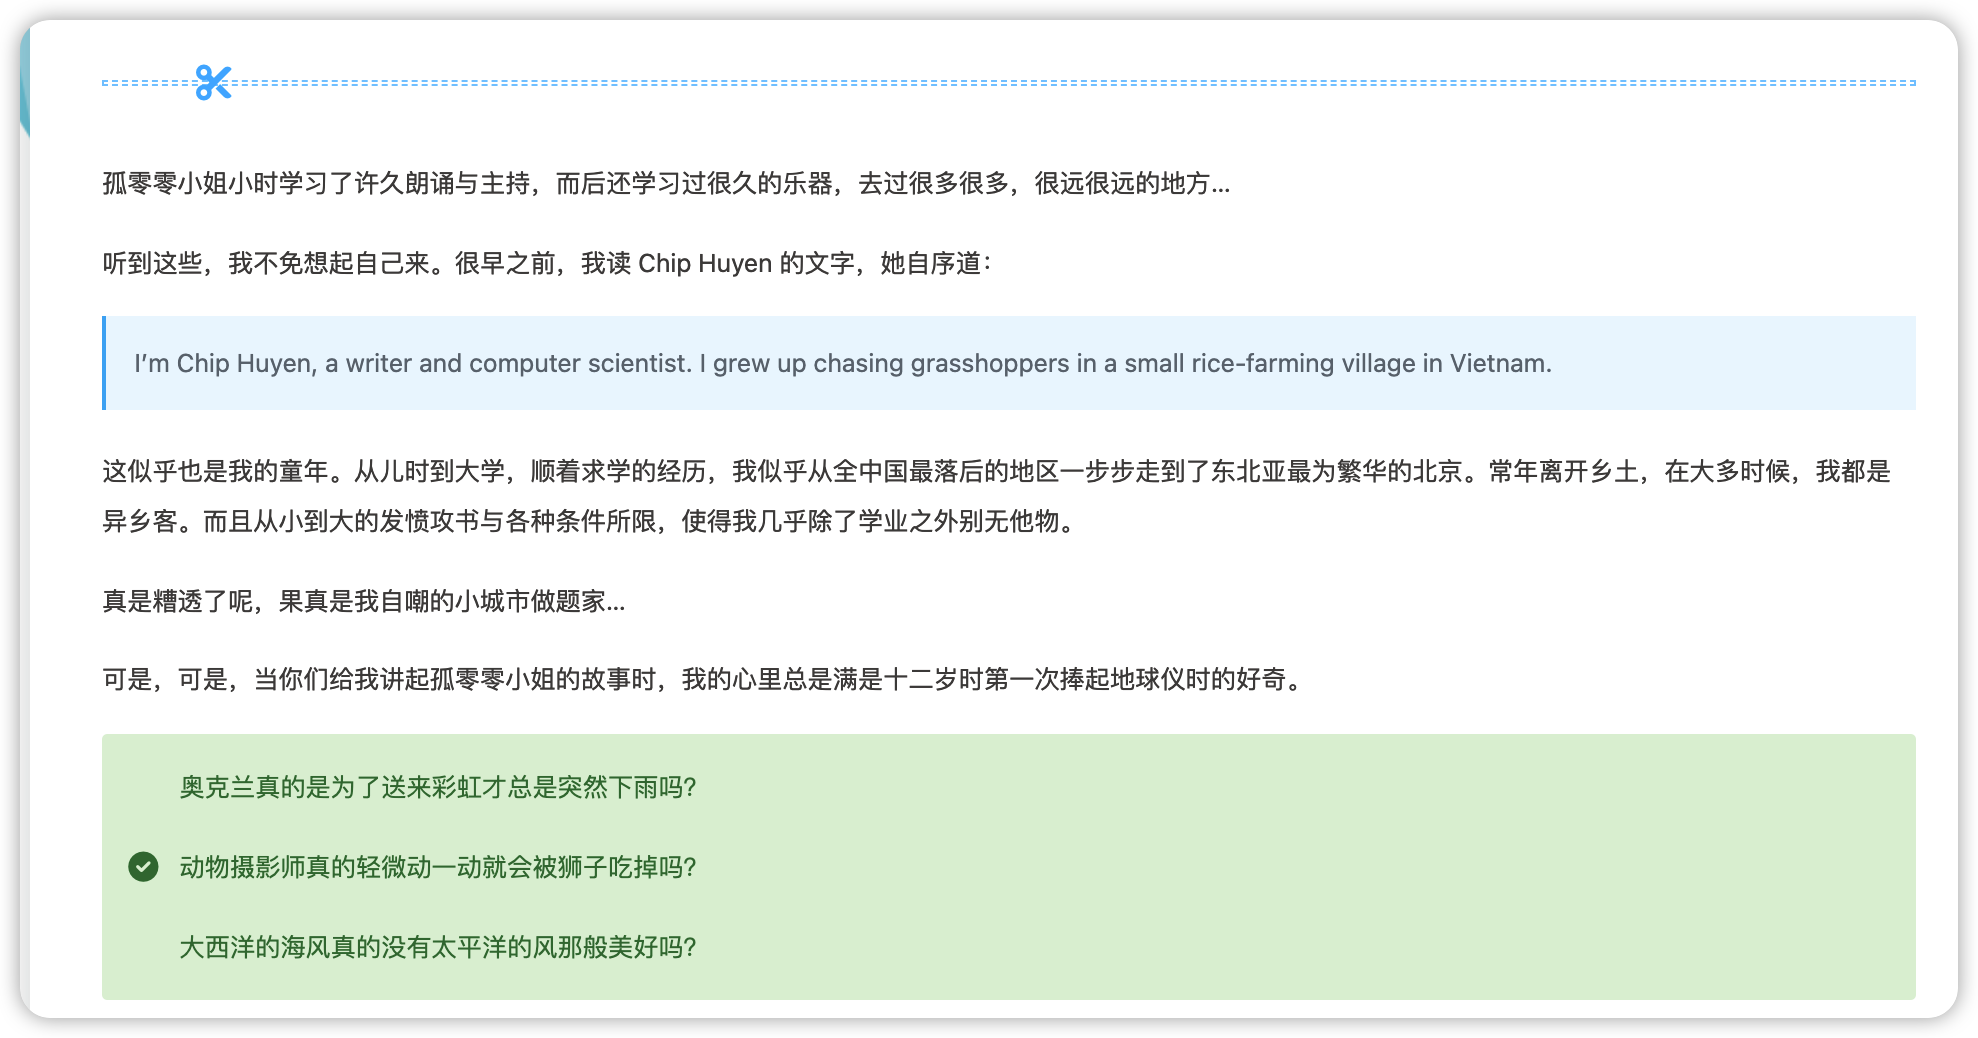 孤零零小姐小时学习了许久朗诵与主持，而后还学习过很久的乐器，去过很多很多，很远很远的地方...
听到这些，我不免想起自己来。很早之前，我读 Chip Huyen 的文字，她自序道：
I’m Chip Huyen, a writer and computer scientist. I grew up chasing grasshoppers in a small rice-farming village in Vietnam.
这似乎也是我的童年。从儿时到大学，顺着求学的经历，我似乎从全中国最落后的地区一步步走到了东北亚最为繁华的北京。常年离开乡土，在大多时候，我都是
异乡客。而且从小到大的发愤攻书与各种条件所限，使得我几乎除了学业之外别无他物。
真是糟透了呢，果真是我自嘲的小城市做题家...
可是，可是，当你们给我讲起孤零零小姐的故事时，我的心里总是满是十二岁时第一次捧起地球仪时的好奇。
奥克兰真的是为了送来彩虹才总是突然下雨吗？
动物摄影师真的轻微动一动就会被狮子吃掉吗？
大西洋的海风真的没有太平洋的风那般美好吗？